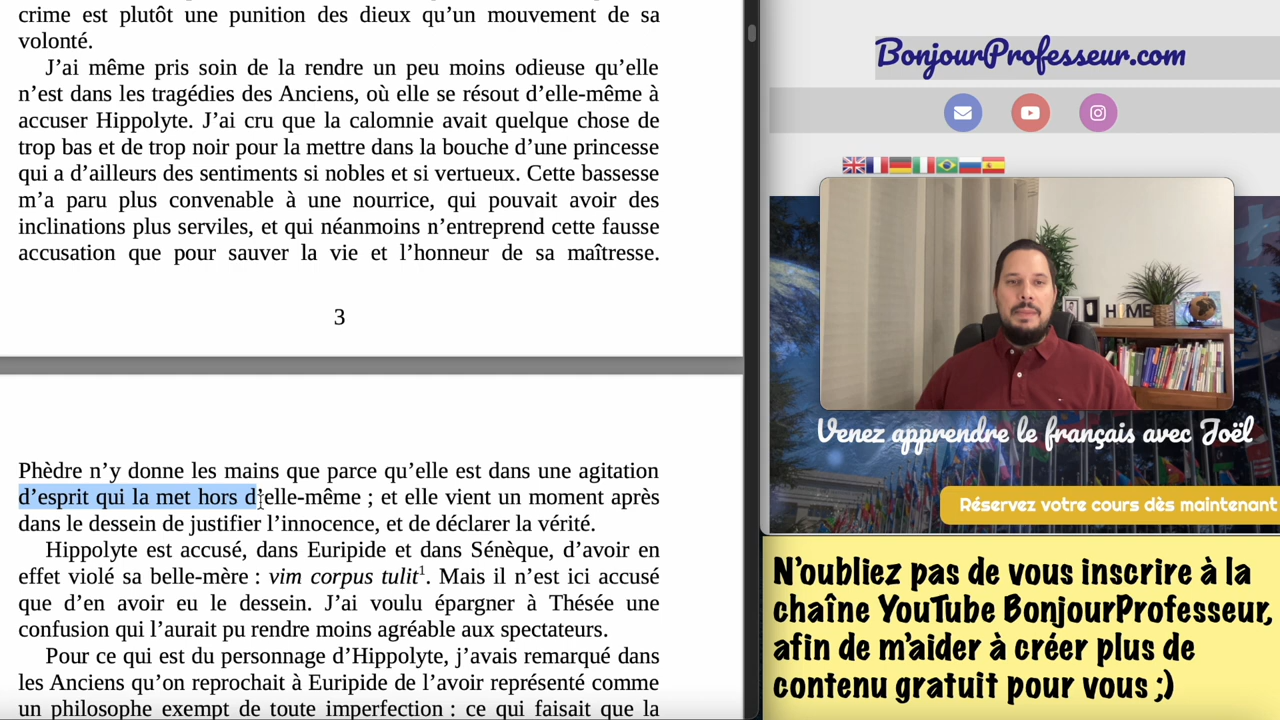 crime est plutôt une punition des dieux qu’un mouvement de sa
volonté.
J’ai même pris soin de la rendre un peu moins odieuse qu’elle
n’est dans les tragédies des Anciens, où elle se résout d’elle-même à
accuser Hippolyte. J’ai cru que la calomnie avait quelque chose de
trop bas et de trop noir pour la mettre dans la bouche d’une princesse
qui a d’ailleurs des sentiments si nobles et si vertueux. Cette bassesse
m’a paru plus convenable à une nourrice, qui pouvait avoir des
inclinations plus serviles, et qui néanmoins n’entreprend cette fausse
accusation que pour sauver la vie et l’honneur de sa maîtresse.
3
Phèdre n’y donne les mains que parce qu’elle est dans une agitation
d’esprit qui la met hors d’elle-même ; et elle vient un moment après
dans le dessein de justifier l’innocence, et de déclarer la vérité.
Hippolyte est accusé, dans Euripide et dans Sénèque, d’avoir en
effet violé sa belle-mère : vim corpus tulit¹. Mais il n’est ici accusé
que d’en avoir eu le dessein. J’ai voulu épargner à Thésée une
confusion qui l’aurait pu rendre moins agréable aux spectateurs.
Pour ce qui est du personnage d’Hippolyte, j’avais remarqué dans
les Anciens qu’on reprochait à Euripide de l’avoir représenté comme
un philosophe exempt de toute imperfection : ce qui faisait que la
BonjourProfesseur.com
HOME
Venez apprendre le français avec Joël
Réservez votre cours dès maintenant
N'oubliez pas de vous inscrire à la
chaîne YouTube BonjourProfesseur,
afin de m'aider à créer plus de
contenu gratuit pour vous ;)